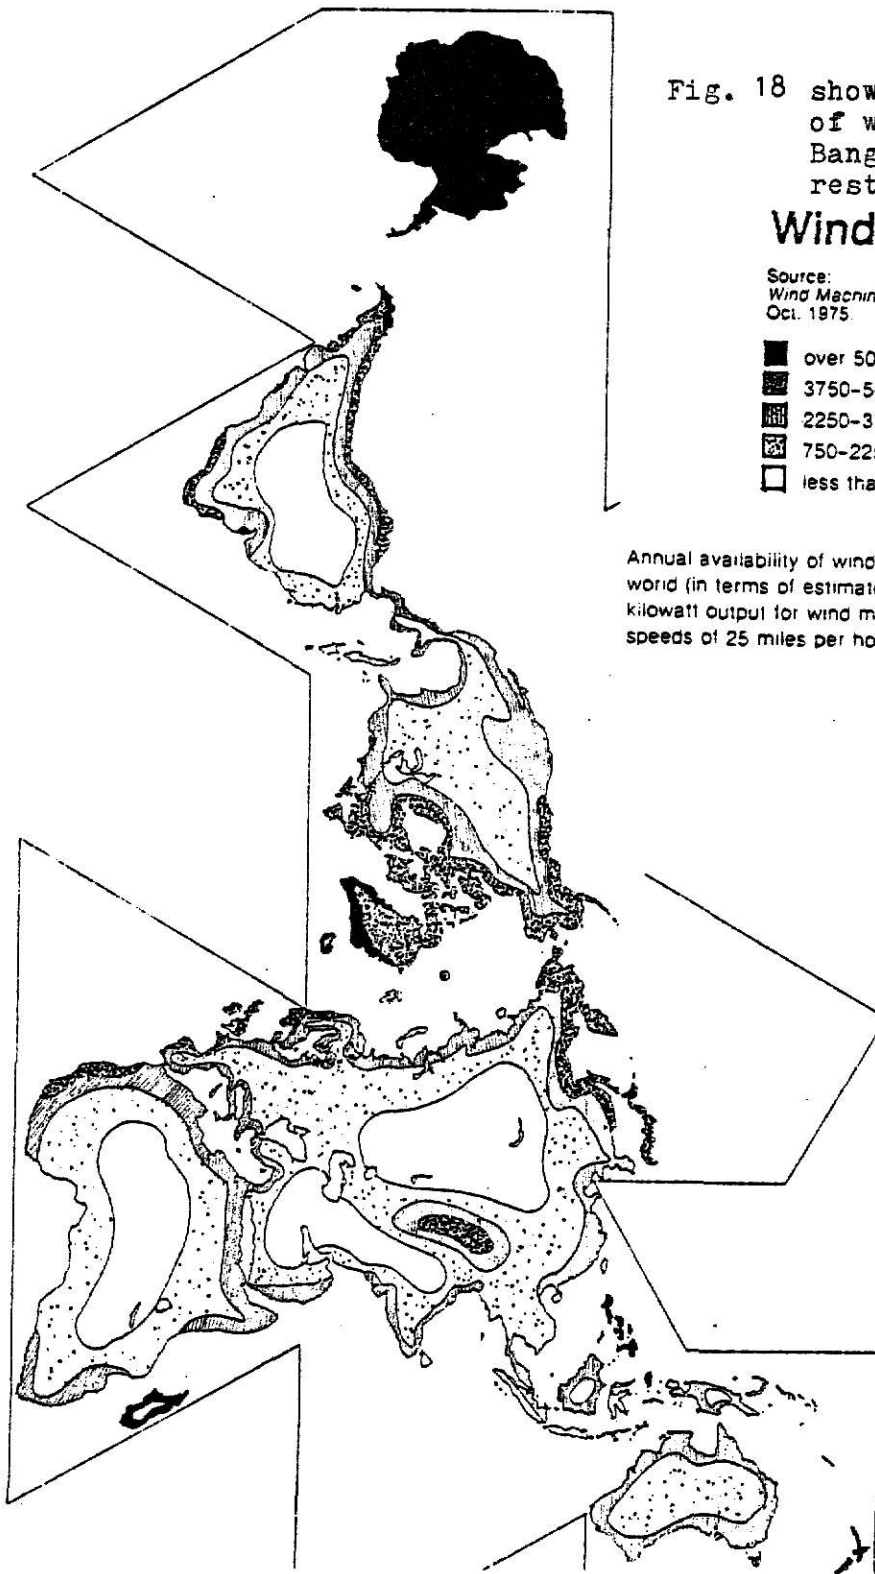 Fig. 18 show
of w
Bang
rest
Wind
Source:
Wind Machin
Oct. 1975
over 50
3750-5
2250-3
750-22
less tha
Annual availability of wind
world (in terms of estimate
kilowatt output for wind m
speeds of 25 miles per ho